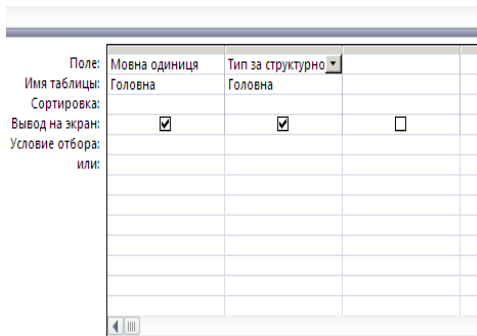 Поле: Мовна одиниця Тип за структурно
Имя таблицы: Головна Головна
Сортировка:
Вывод на экран:
Условие отбора:
или: